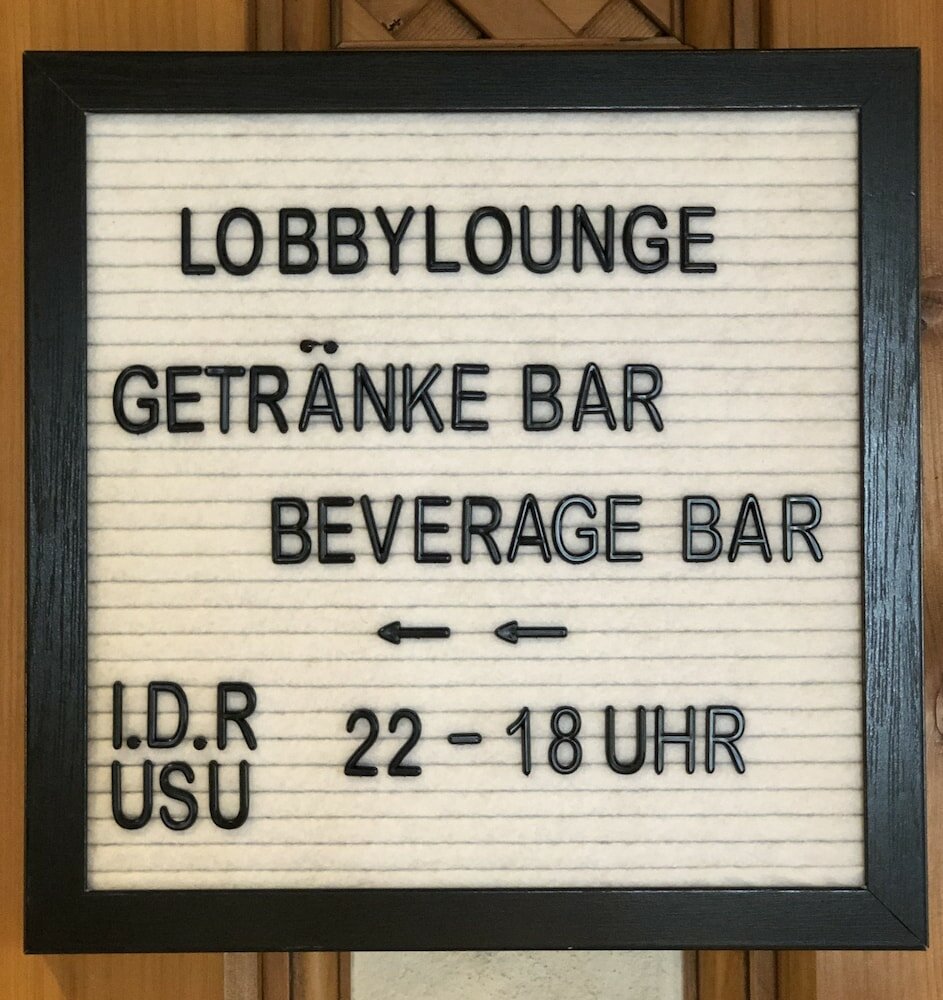 LOBBYLOUNGE
GETRÄNKE BAR
BEVERAGE BAR
←←
I.D.R 22 - 18 UHR
USU